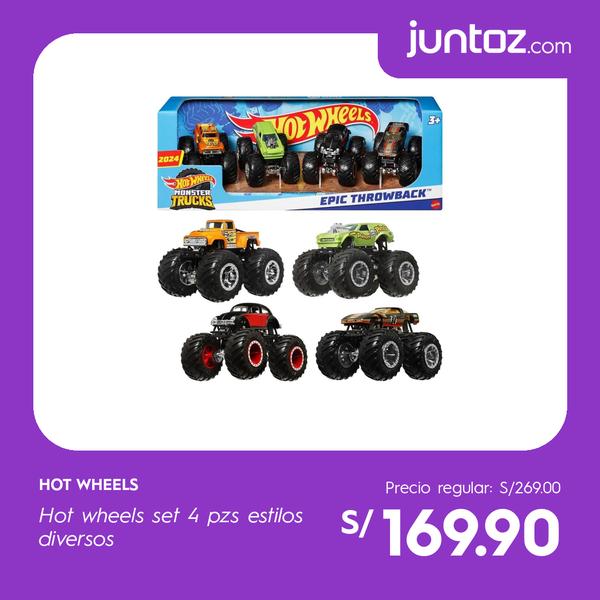 juntoz.com
HOT WHEELS
3+
2024
HOT WHEELS
MONSTER
TRUCKS
EPIC THROWBACK™
HOT WHEELS
Precio regular: S/269.00
Hot wheels set 4 pzs estilos
diversos
S/169.90